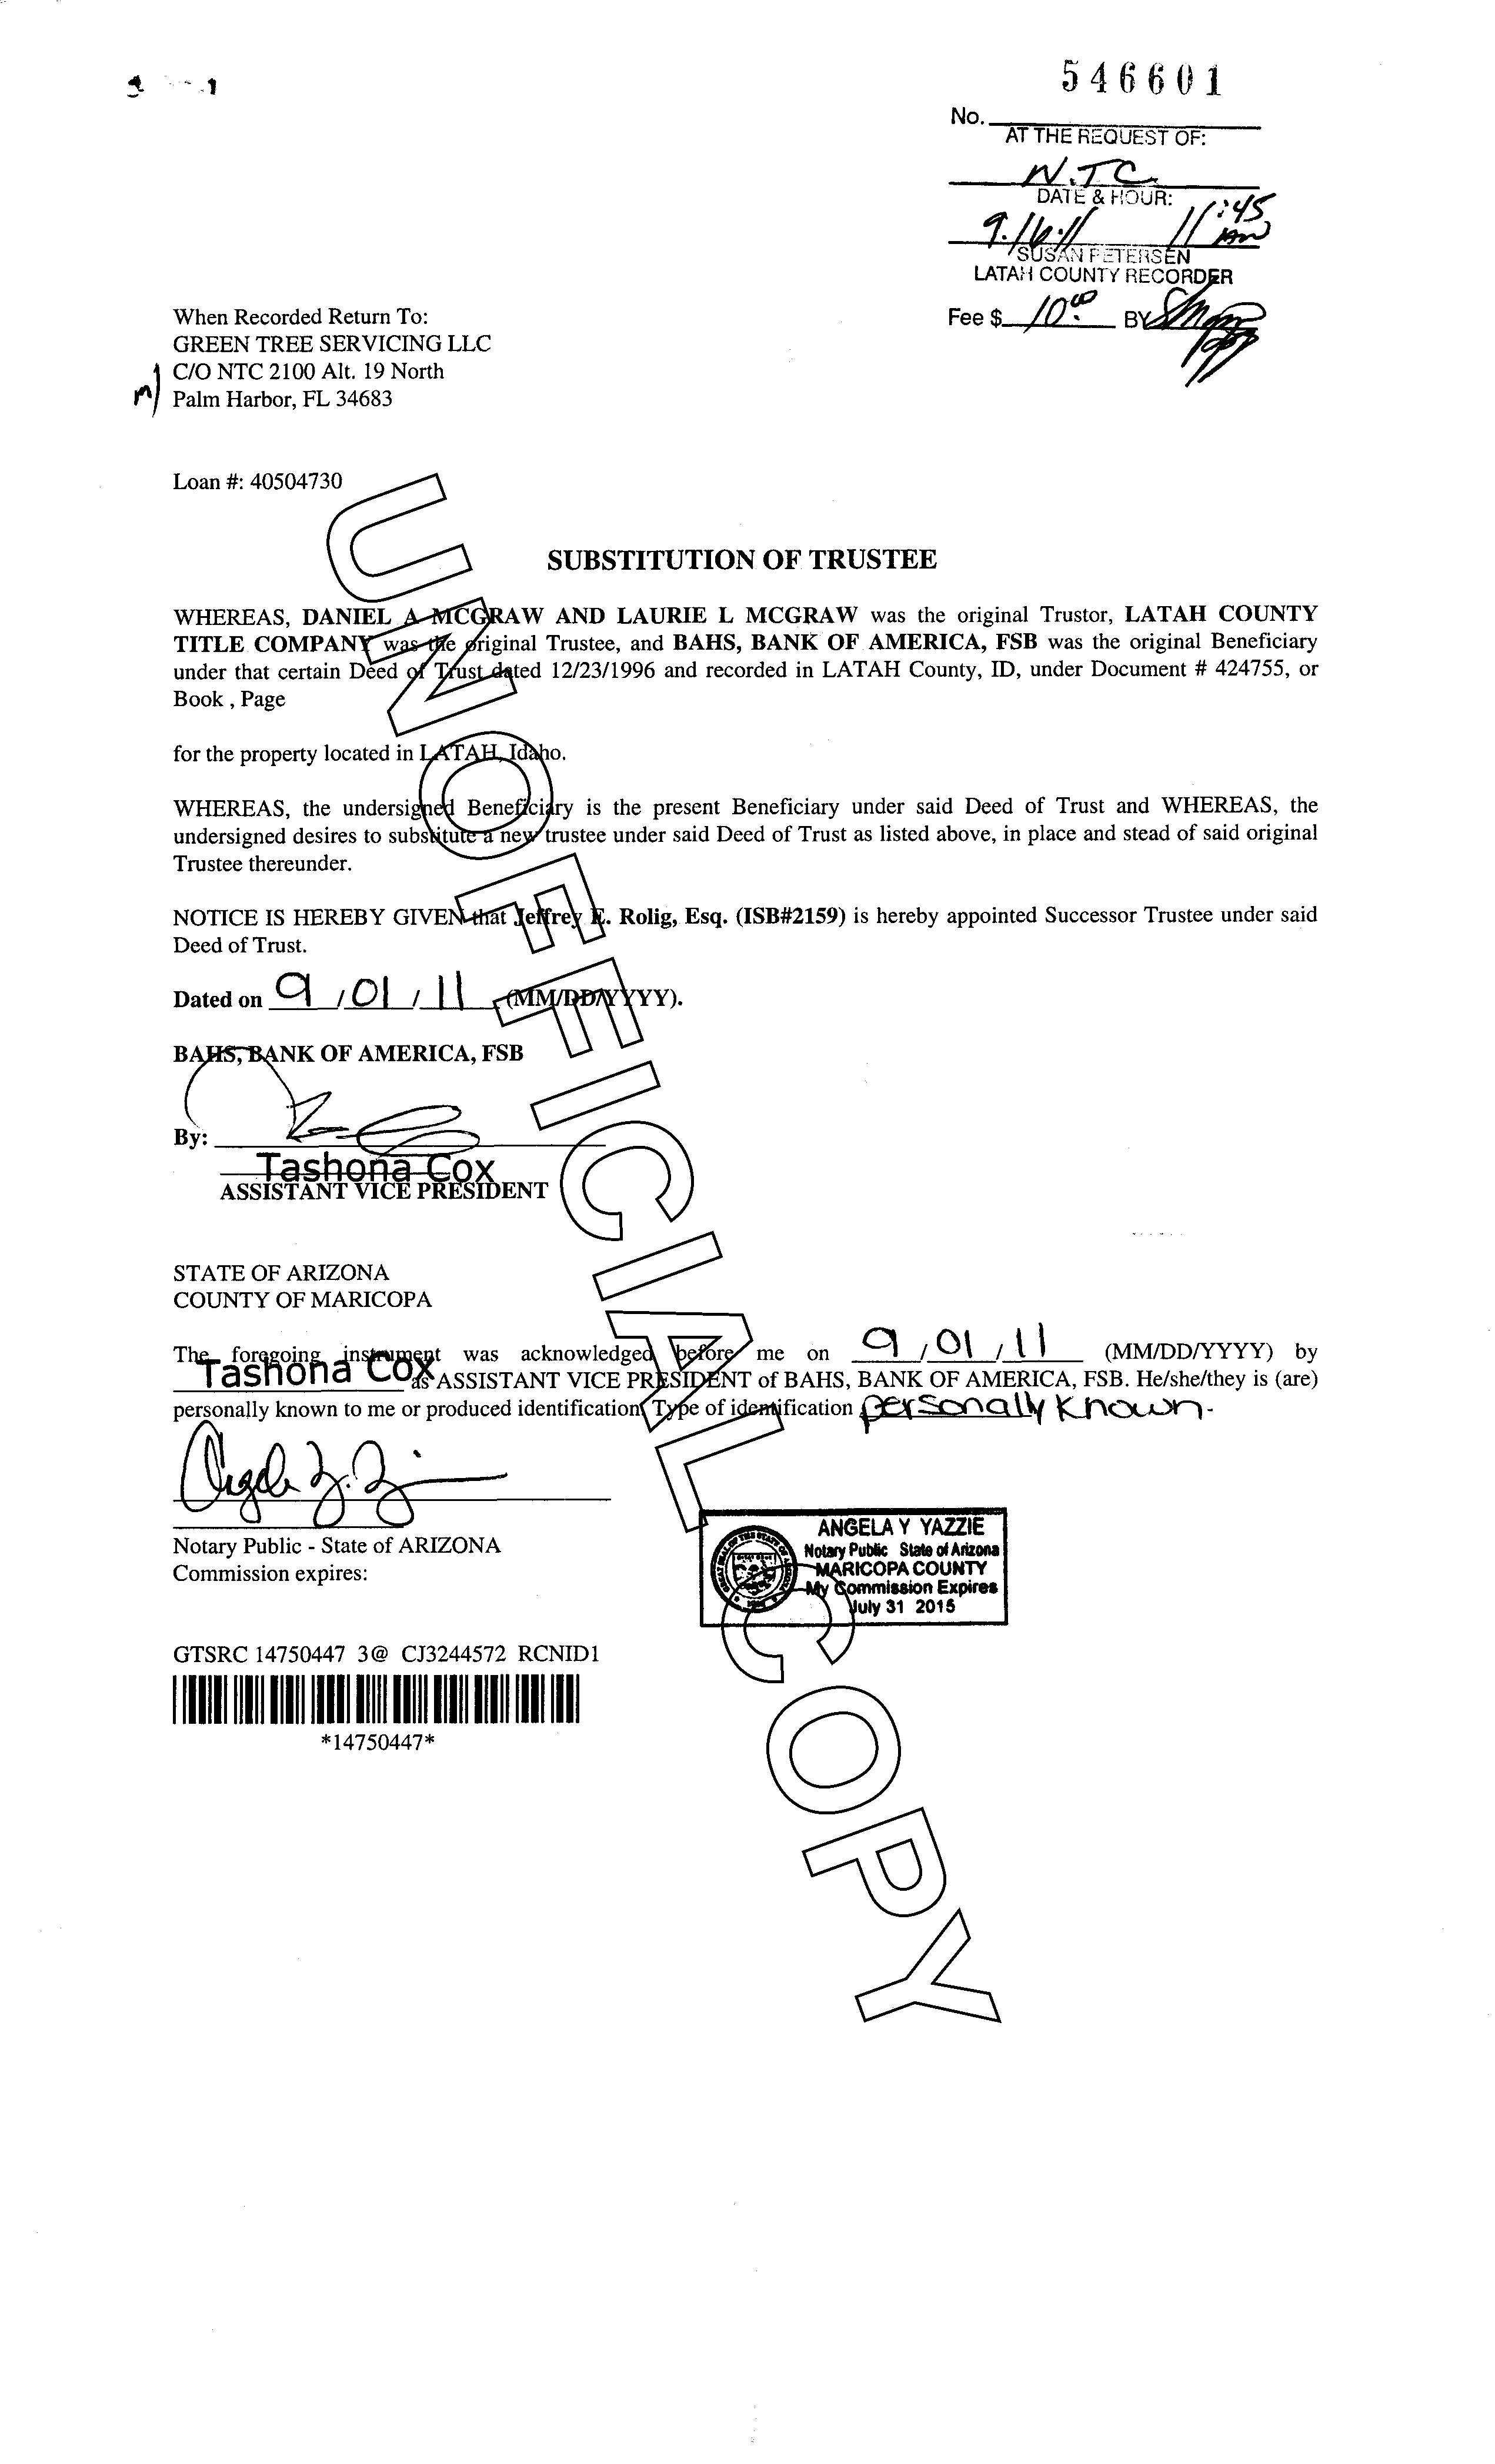 546601
No.
AT THE REQUEST OF:
N.T.C.
DATE & HOUR:
9.16.11 11:45 AM
SUSAN PETERSEN
LATAH COUNTY RECORDER
Fee $ 10.00 BY
When Recorded Return To:
GREEN TREE SERVICING LLC
C/O NTC 2100 Alt. 19 North
Palm Harbor, FL 34683
Loan #: 40504730
SUBSTITUTION OF TRUSTEE
WHEREAS, DANIEL A MCGRAW AND LAURIE L MCGRAW was the original Trustor, LATAH COUNTY
TITLE COMPANY was the original Trustee, and BAHS, BANK OF AMERICA, FSB was the original Beneficiary
under that certain Deed of Trust dated 12/23/1996 and recorded in LATAH County, ID, under Document # 424755, or
Book , Page
for the property located in LATAH, Idaho.
WHEREAS, the undersigned Beneficiary is the present Beneficiary under said Deed of Trust and WHEREAS, the
undersigned desires to substitute a new trustee under said Deed of Trust as listed above, in place and stead of said original
Trustee thereunder.
NOTICE IS HEREBY GIVEN that Jeffrey E. Rolig, Esq. (ISB#2159) is hereby appointed Successor Trustee under said
Deed of Trust.
Dated on 9 / 01 / 11 (MM/DD/YYYY).
BAHS, BANK OF AMERICA, FSB
By:
Tashona Cox
ASSISTANT VICE PRESIDENT
STATE OF ARIZONA
COUNTY OF MARICOPA
The foregoing instrument was acknowledged before me on 9 / 01 / 11 (MM/DD/YYYY) by
Tashona Cox as ASSISTANT VICE PRESIDENT of BAHS, BANK OF AMERICA, FSB. He/she/they is (are)
personally known to me or produced identification Type of identification personally known.
Notary Public - State of ARIZONA
Commission expires:
ANGELA Y YAZZIE
Notary Public State of Arizona
MARICOPA COUNTY
My Commission Expires
July 31 2015
GTSRC 14750447 3@ CJ3244572 RCNID1
*14750447*
UNOFFICIAL COPY